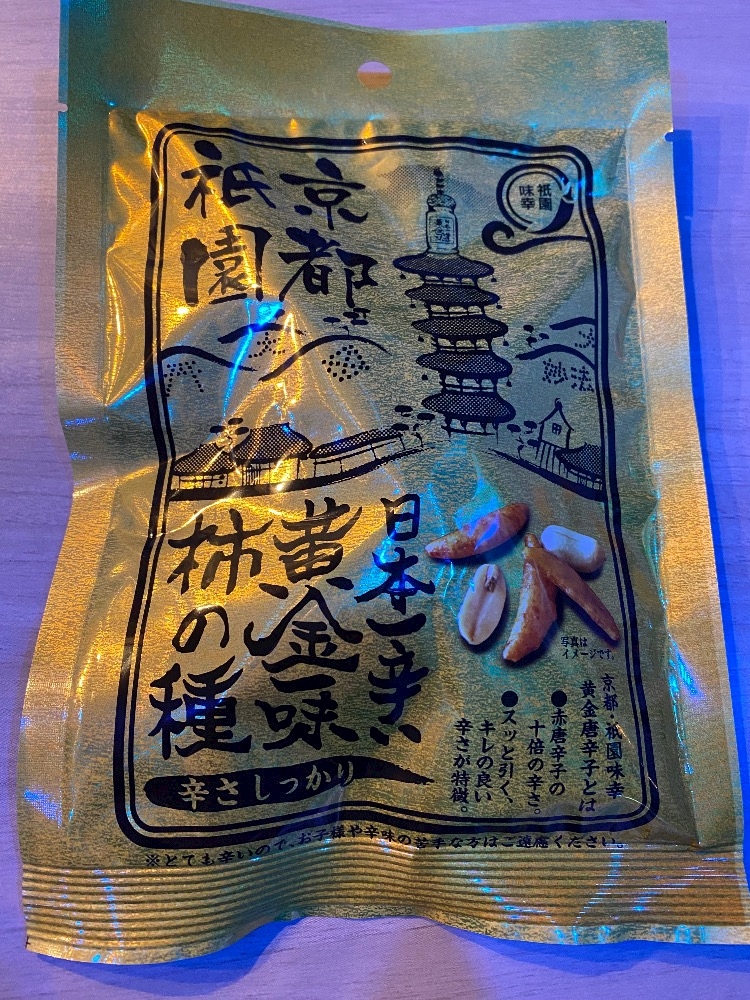 京都
祇園
祇園
味幸
妙法
日本一辛い
黄金一味
柿の種
辛さしっかり
写真は
イメージです。
京都・祇園味幸
黄金唐辛子とは
●赤唐辛子の
十倍の辛さ。
●スッと引く、
キレの良い
辛さが特徴。
※とても辛いので、お子様や辛味の苦手な方はご遠慮ください。